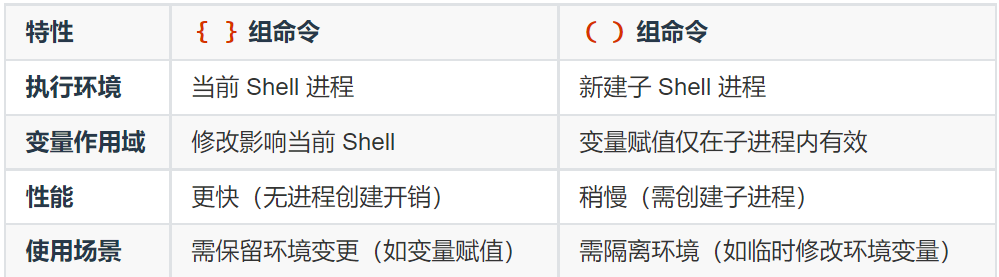 特性 { } 组命令 ( ) 组命令
执行环境 当前 Shell 进程 新建子 Shell 进程
变量作用域 修改影响当前 Shell 变量赋值仅在子进程内有效
性能 更快（无进程创建开销） 稍慢（需创建子进程）
使用场景 需保留环境变更（如变量赋值） 需隔离环境（如临时修改环境变量）